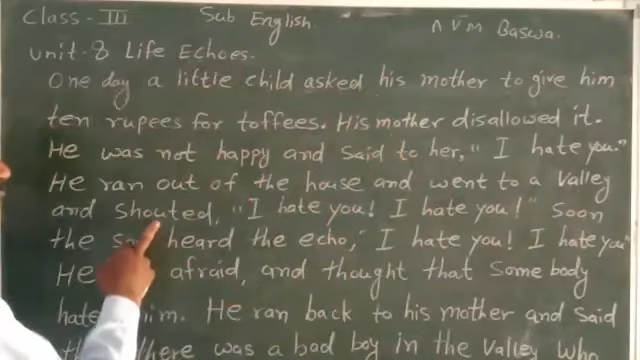 Class - III Sub English. AVM Baswa.
Unit-8 Life Echoes.
One day a little child asked his mother to give him
ten rupees for toffees. His mother disallowed it.
He was not happy and said to her, "I hate you."
He ran out of the house and went to a Valley
and shouted, "I hate you! I hate you!" Soon
the heard the echo, "I hate you! I hate you"
He afraid, and thought that some body
hate him. He ran back to his mother and said
there was a bad boy in the Valley who